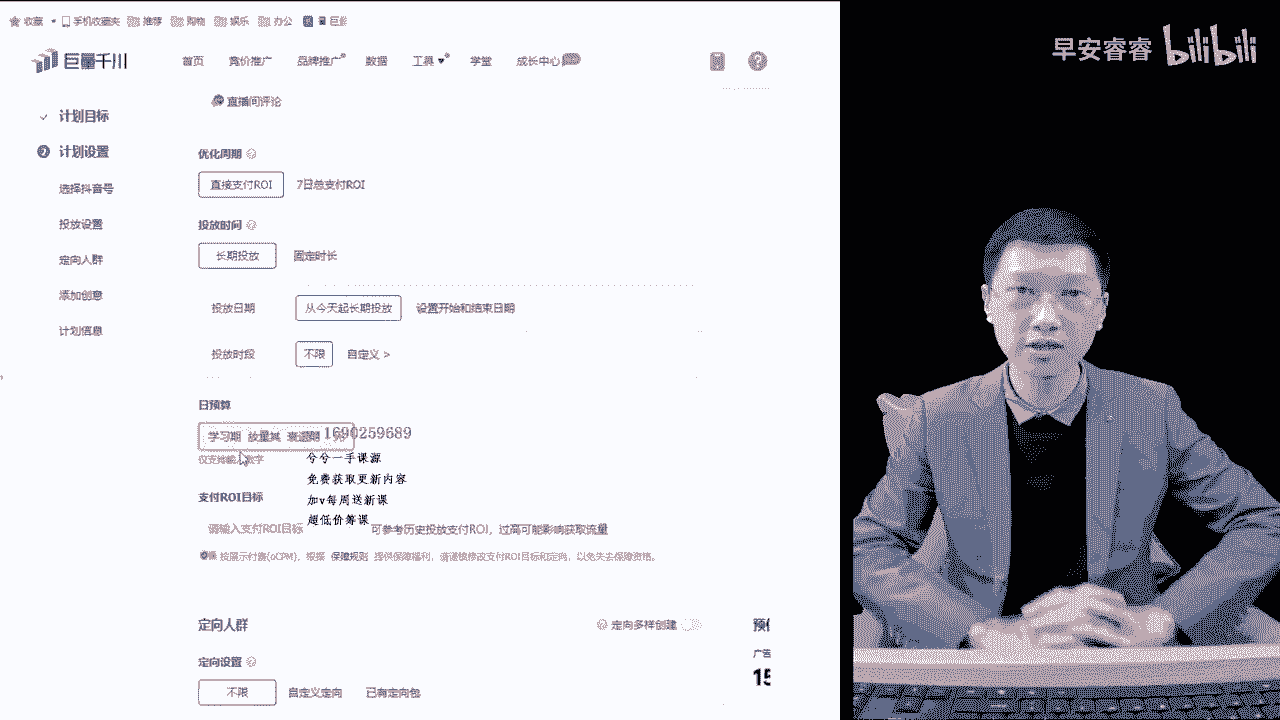 收藏 手机收藏夹 推荐 购物 娱乐 办公
早安睿睿 bilibili
巨量千川 首页 竞价推广 品牌推广 数据 工具 学堂 成长中心
直播间评论
计划目标
计划设置
选择抖音号
投放设置
定向人群
添加创意
计划信息
优化周期
直接支付ROI 7日总支付ROI
投放时间
长期投放 固定时长
投放日期 从今天起长期投放 设置开始和结束日期
投放时段 不限 自定义 >
日预算
学习期 放量期 衰退期
1690259689
兮兮一手课源
免费获取更新内容
加v每周送新课
超低价筹课
支付ROI目标
请输入支付ROI目标 可参考历史投放支付ROI，过高可能影响获取流量
按展示付费(oCPM)，根据 保障规则 提供保障福利，请谨慎修改支付ROI目标和定向，以免失去保障资格。
定向人群 定向多样创建
定向设置
不限 自定义定向 已有定向包
广告
15